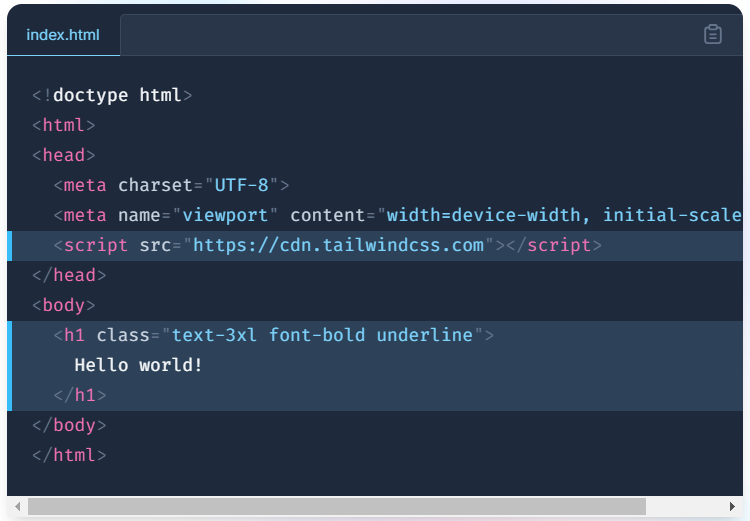 index.html
<!doctype html>
<html>
<head>
  <meta charset="UTF-8">
  <meta name="viewport" content="width=device-width, initial-scale
  <script src="https://cdn.tailwindcss.com"></script>
</head>
<body>
  <h1 class="text-3xl font-bold underline">
    Hello world!
  </h1>
</body>
</html>